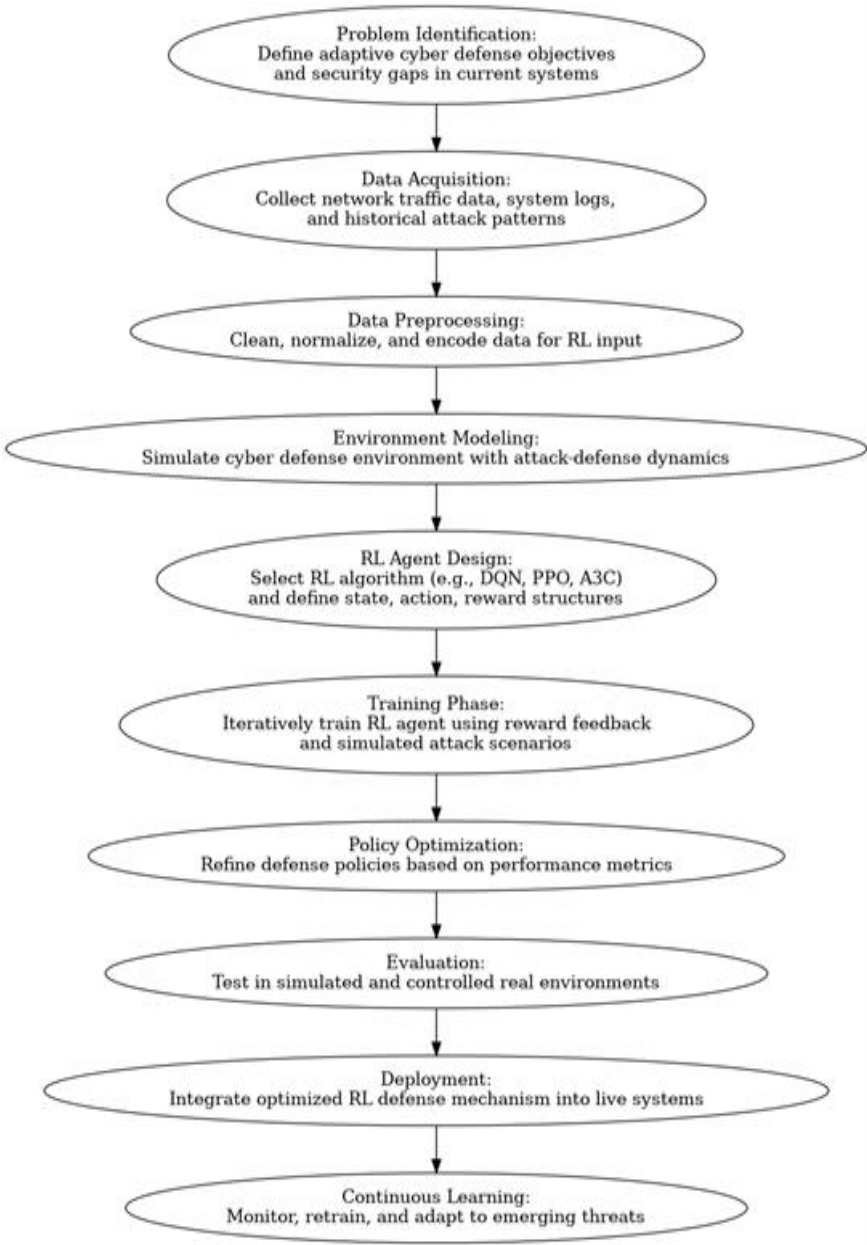 Problem Identification:
Define adaptive cyber defense objectives
and security gaps in current systems
Data Acquisition:
Collect network traffic data, system logs,
and historical attack patterns
Data Preprocessing:
Clean, normalize, and encode data for RL input
Environment Modeling:
Simulate cyber defense environment with attack-defense dynamics
RL Agent Design:
Select RL algorithm (e.g., DQN, PPO, A3C)
and define state, action, reward structures
Training Phase:
Iteratively train RL agent using reward feedback
and simulated attack scenarios
Policy Optimization:
Refine defense policies based on performance metrics
Evaluation:
Test in simulated and controlled real environments
Deployment:
Integrate optimized RL defense mechanism into live systems
Continuous Learning:
Monitor, retrain, and adapt to emerging threats